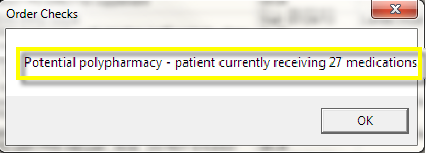 Order Checks
Potential polypharmacy - patient currently receiving 27 medications
OK